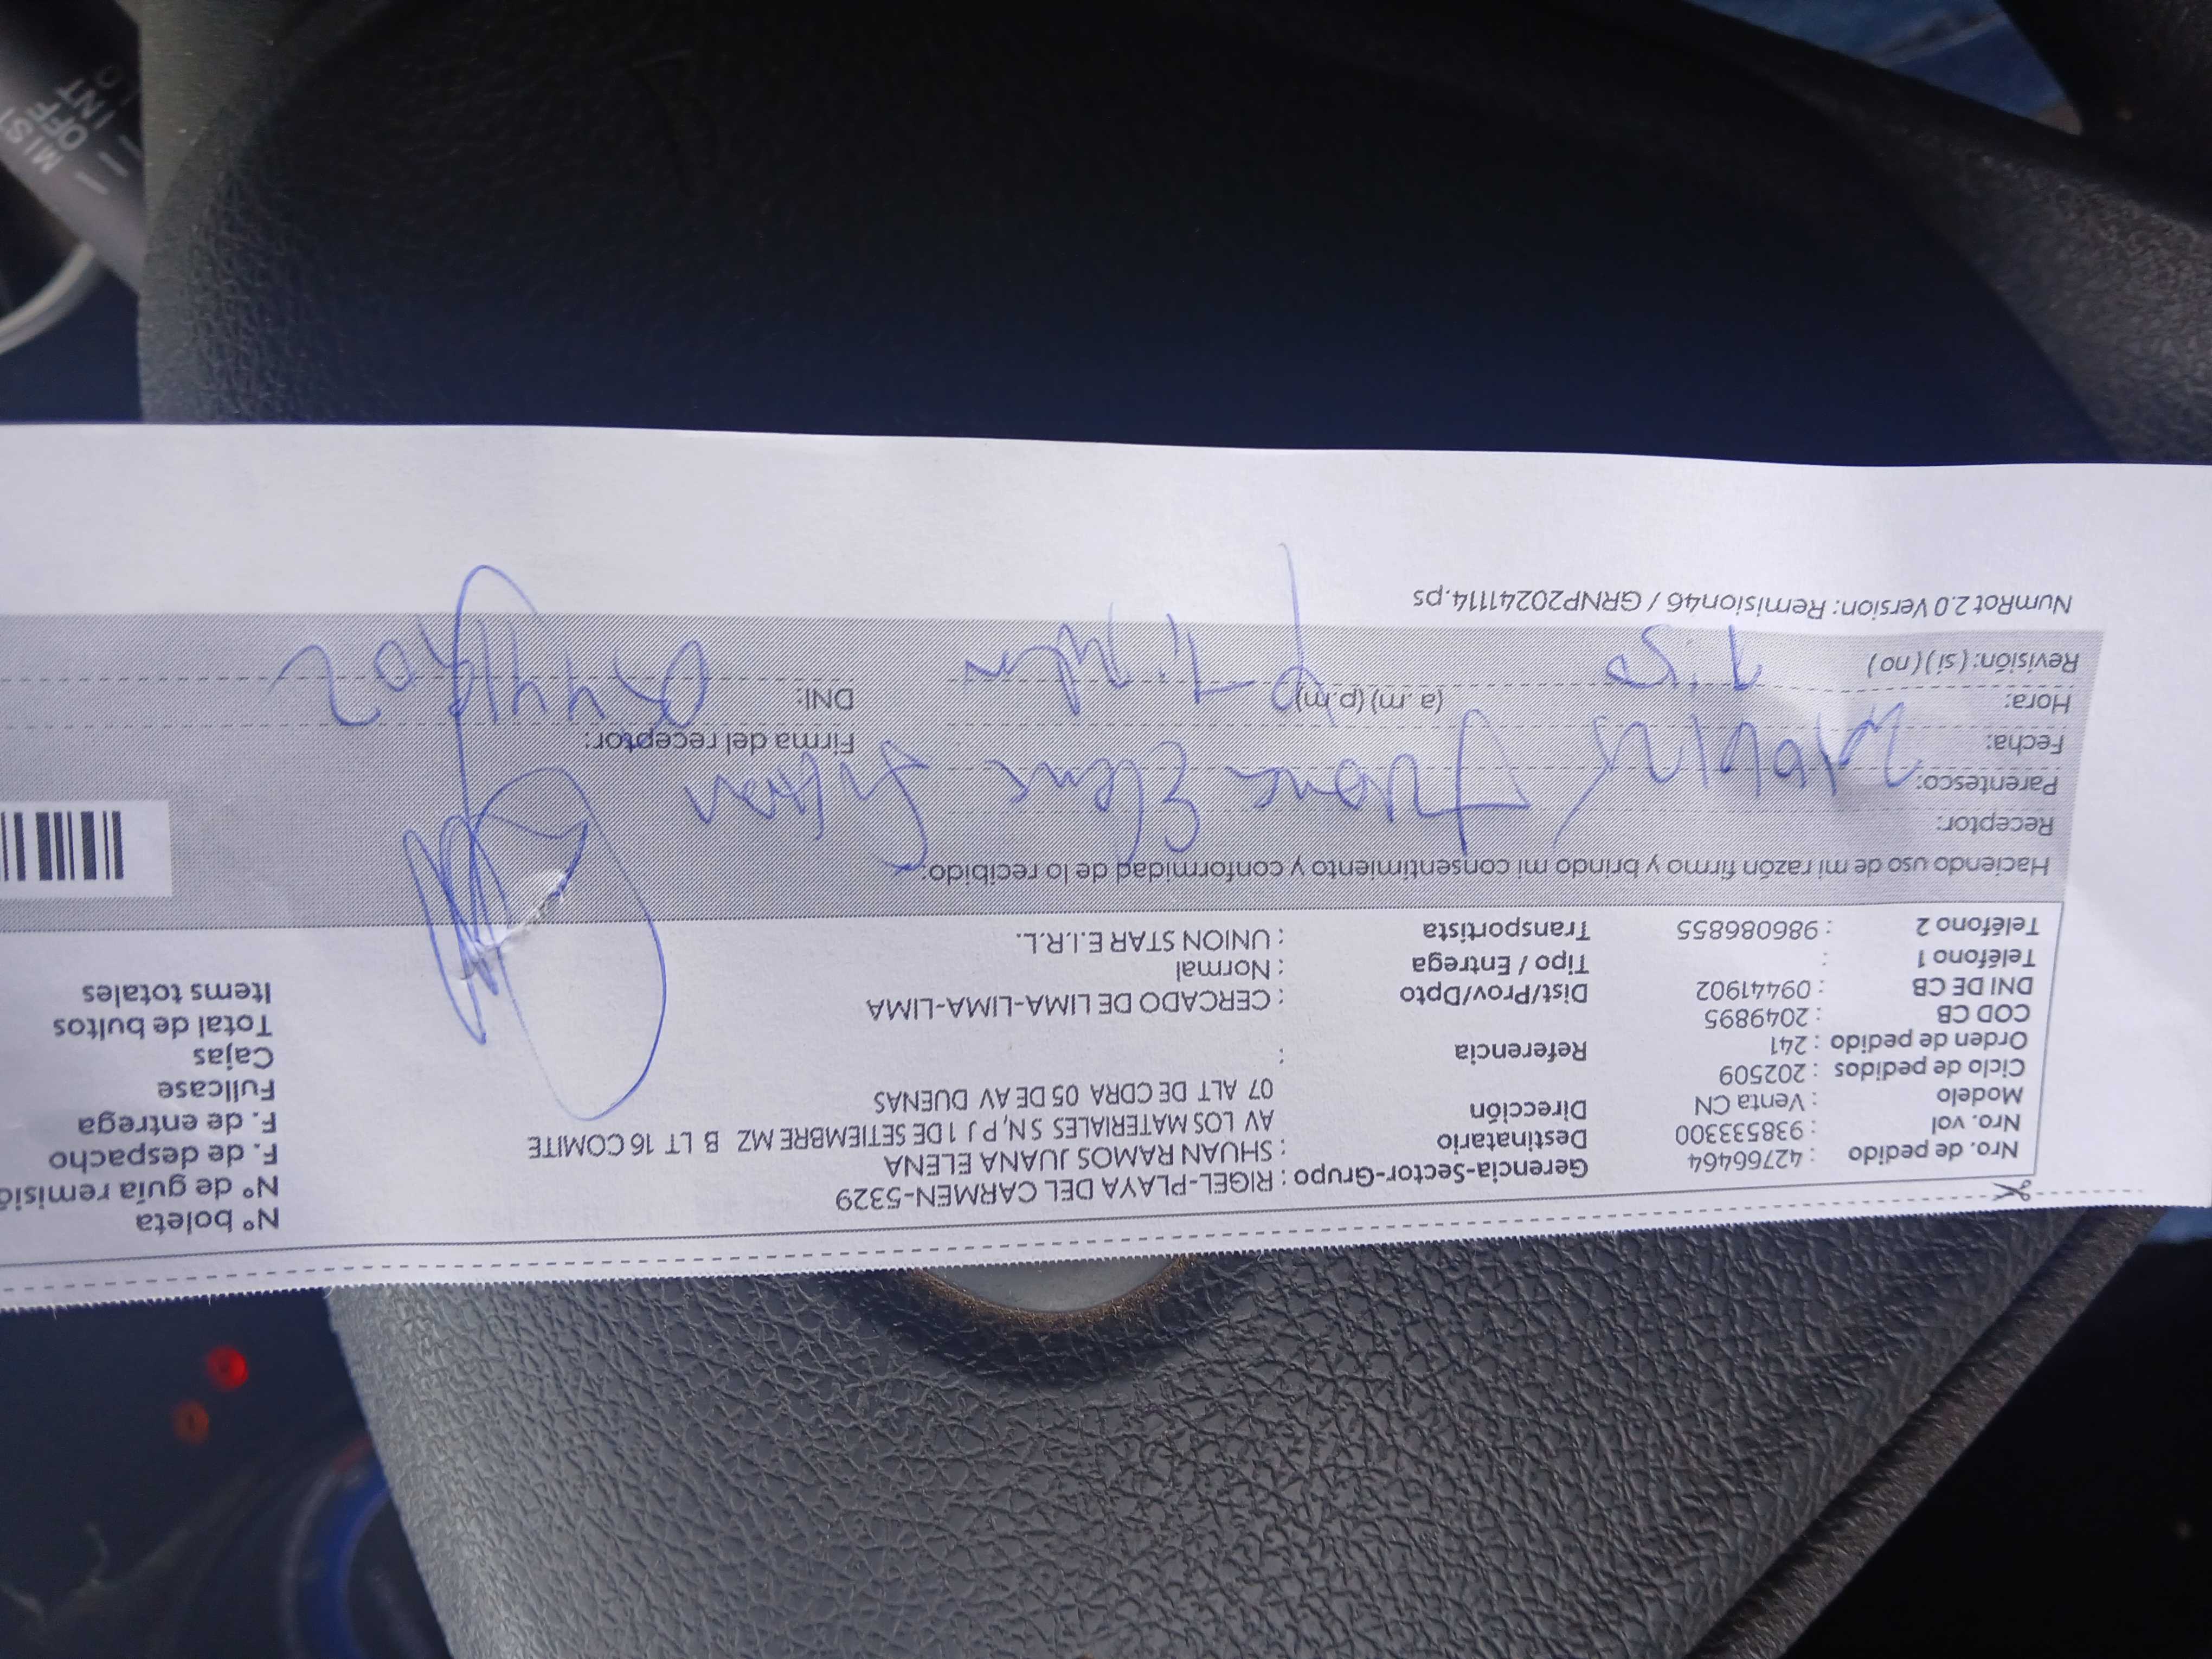 Nro. de pedido : 42766464
Nro. vol : 938533300
Modelo : Venta CN
Ciclo de pedidos : 202509
Orden de pedido : 241
COD CB : 2049895
DNI DE CB : 09441902
Teléfono 1 :
Teléfono 2 : 986086855
Gerencia-Sector-Grupo : RIGEL-PLAYA DEL CARMEN-5329
Destinatario : SHUAN RAMOS JUANA ELENA
Dirección AV LOS MATERIALES SN, P J 1 DE SETIEMBRE MZ B LT 16 COMITE
07 ALT DE CDRA 05 DE AV DUENAS
Referencia :
Dist/Prov/Dpto : CERCADO DE LIMA-LIMA-LIMA
Tipo / Entrega : Normal
Transportista : UNION STAR E.I.R.L.
N° boleta
N° de guía remisió
F. de despacho
F. de entrega
Fullcase
Cajas
Total de bultos
Items totales
Haciendo uso de mi razón firmo y brindo mi consentimiento y conformidad de lo recibido:
Receptor: Juana Elena
Parentesco:
Fecha:
Firma del receptor:
Hora: (a.m) (p.m)
DNI: 09441902
Revisión: (si) (no)
NumRot 2.0 Version: Remision46 / GRNP20241114.ps
MIST
OFF
INT